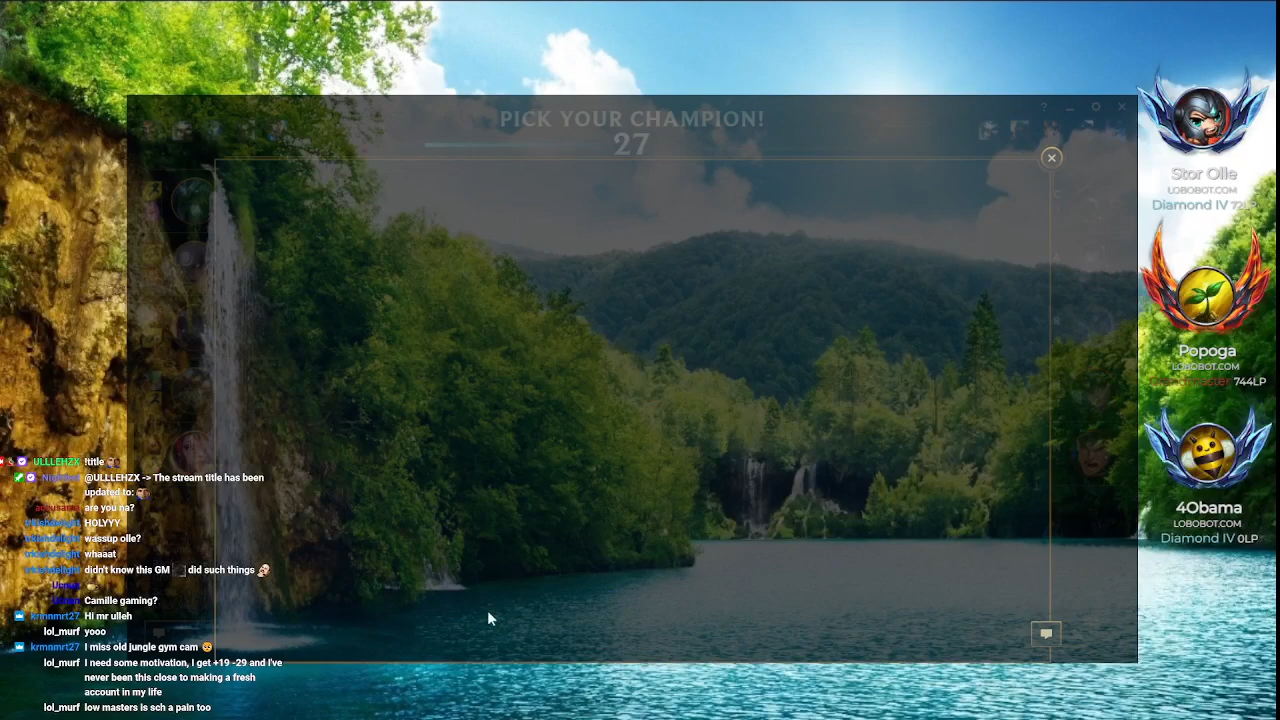 PICK YOUR CHAMPION!
27
Stor Olle
LOBOBOT.COM
Diamond IV
Popoga
LOBOBOT.COM
744LP
4Obama
LOBOBOT.COM
Diamond IV 0LP
ULLLEHZX !title
@ULLLEHZX -> The stream title has been
updated to:
are you na?
HOLYYY
wassup olle?
whaaat
didn't know this GM did such things
Camille gaming?
krmnmrt27 Hi mr ulleh
lol_murf yooo
krmnmrt27 I miss old jungle gym cam
lol_murf I need some motivation, I get +19 -29 and I've
never been this close to making a fresh
account in my life
lol_murf low masters is sch a pain too